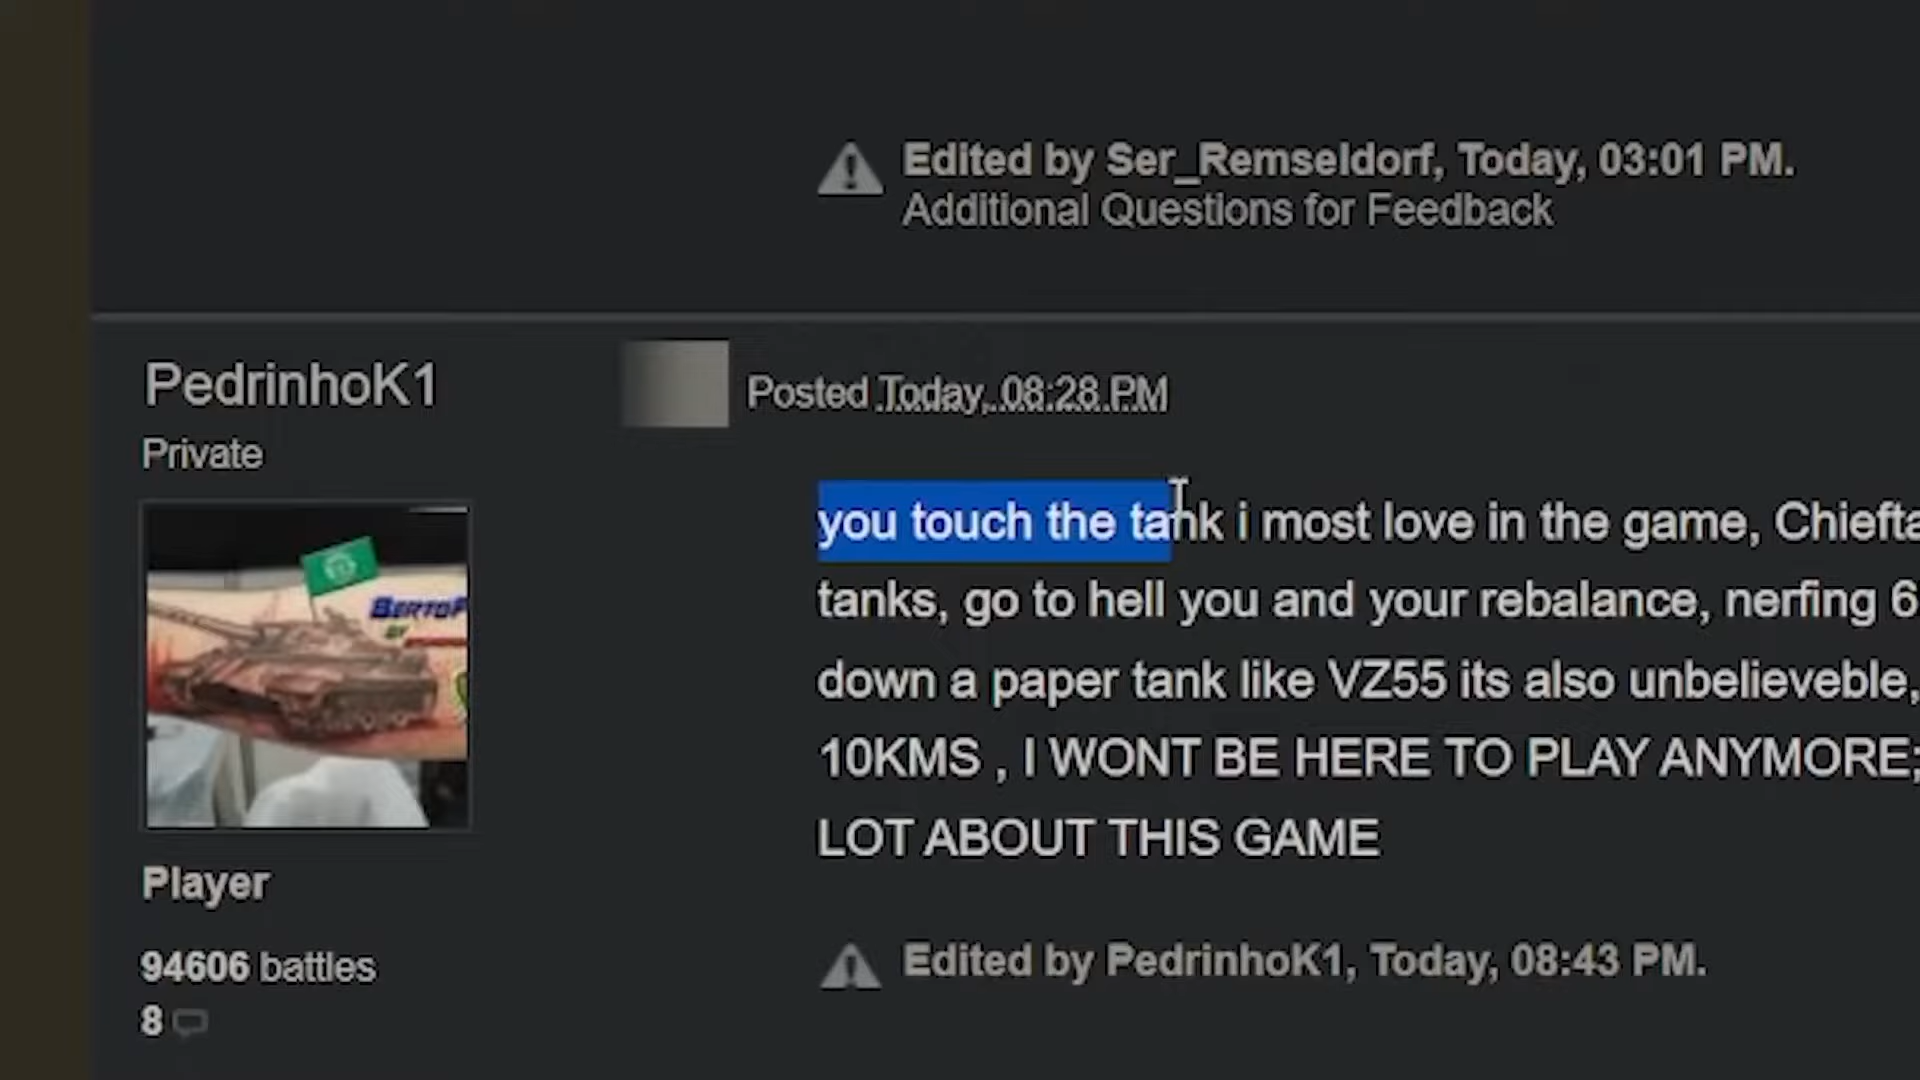 Edited by Ser_Remseldorf, Today, 03:01 PM.
Additional Questions for Feedback
PedrinhoK1
Posted Today, 08:28 PM
Private
you touch the tank i most love in the game, Chiefta
tanks, go to hell you and your rebalance, nerfing 6
down a paper tank like VZ55 its also unbelieveble,
10KMS , I WONT BE HERE TO PLAY ANYMORE;
LOT ABOUT THIS GAME
Player
94606 battles
8
Edited by PedrinhoK1, Today, 08:43 PM.